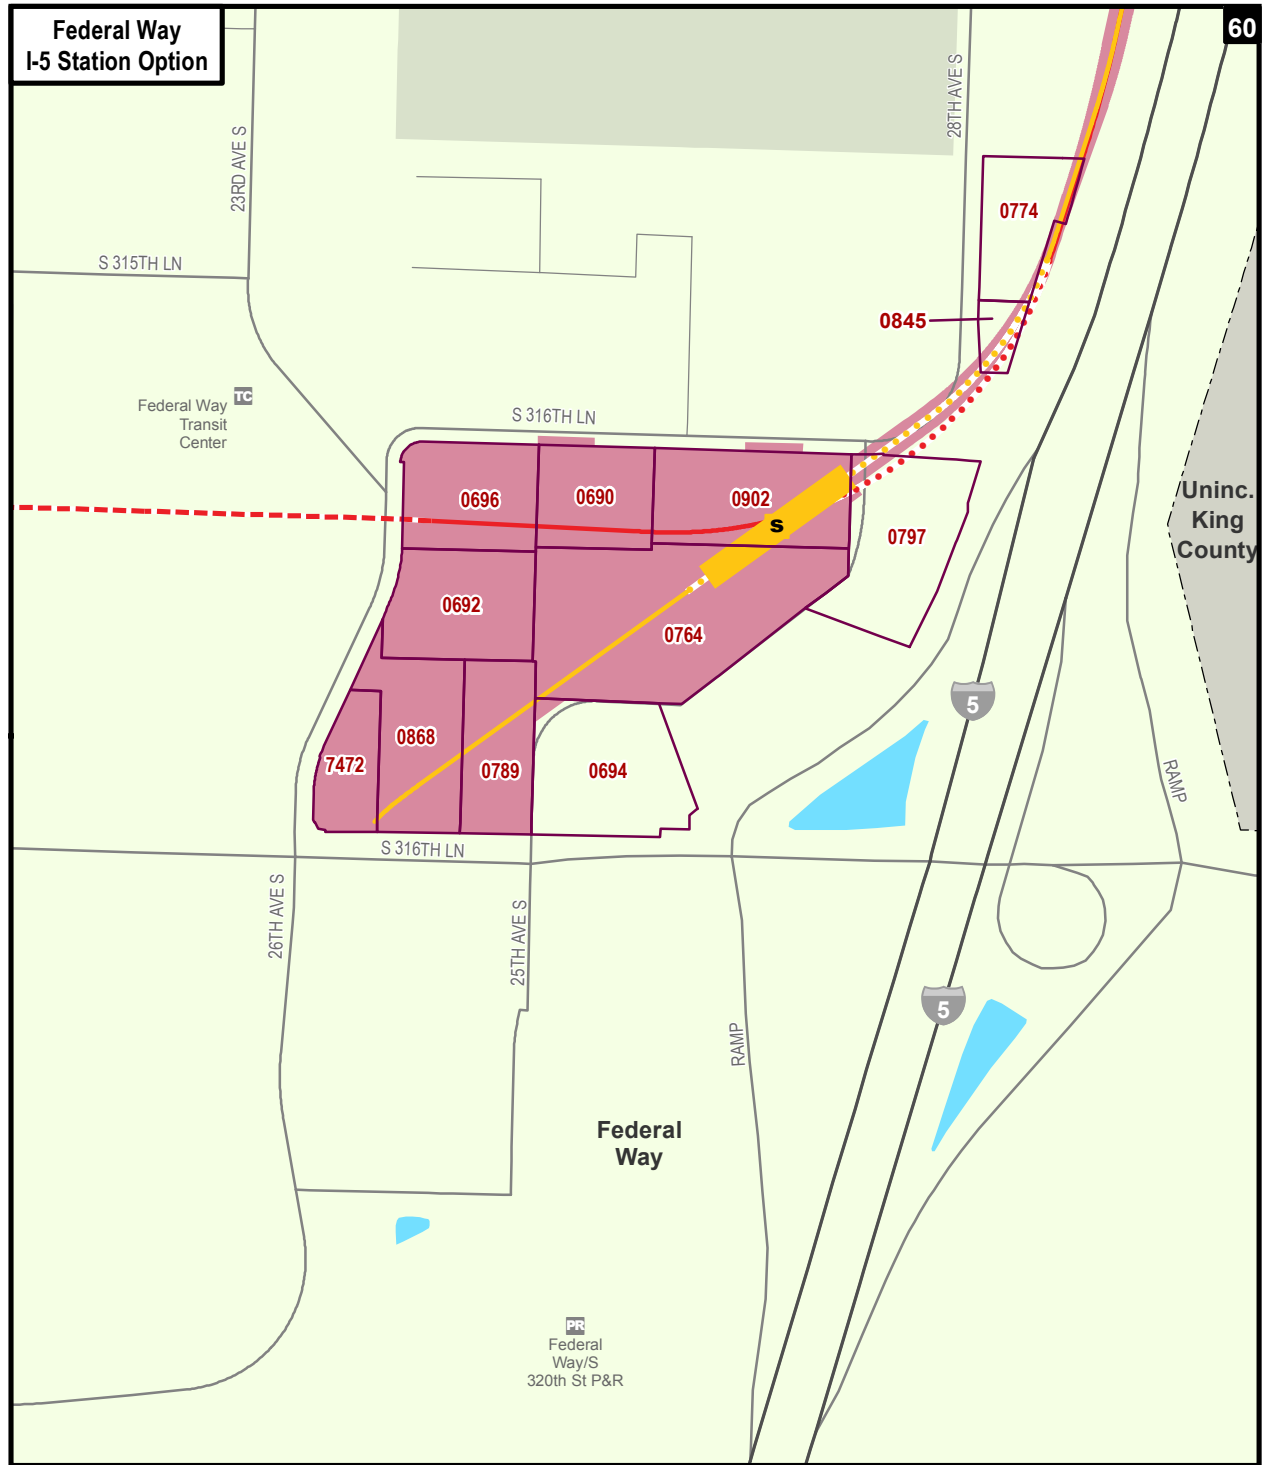 Federal Way
I-5 Station Option
60
23RD AVE S
28TH AVE S
0774
S 315TH LN
0845
TC
Federal Way
Transit
Center
S 316TH LN
0696
0690
0902
S
0797
Uninc.
King
County
0692
0764
5
0868
7472
0789
0694
RAMP
S 316TH LN
26TH AVE S
25TH AVE S
5
RAMP
Federal
Way
PR
Federal
Way/S
320th St P&R